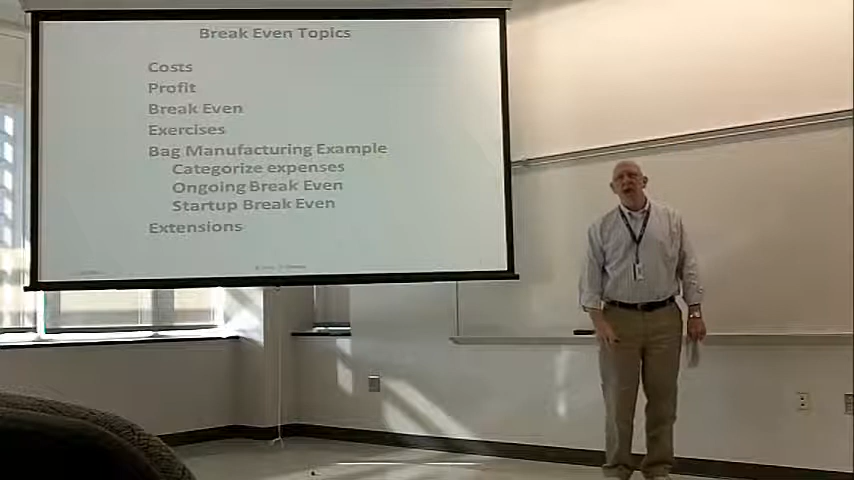 Break Even Topics
Costs
Profit
Break Even
Exercises
Bag Manufacturing Example
Categorize expenses
Ongoing Break Even
Startup Break Even
Extensions